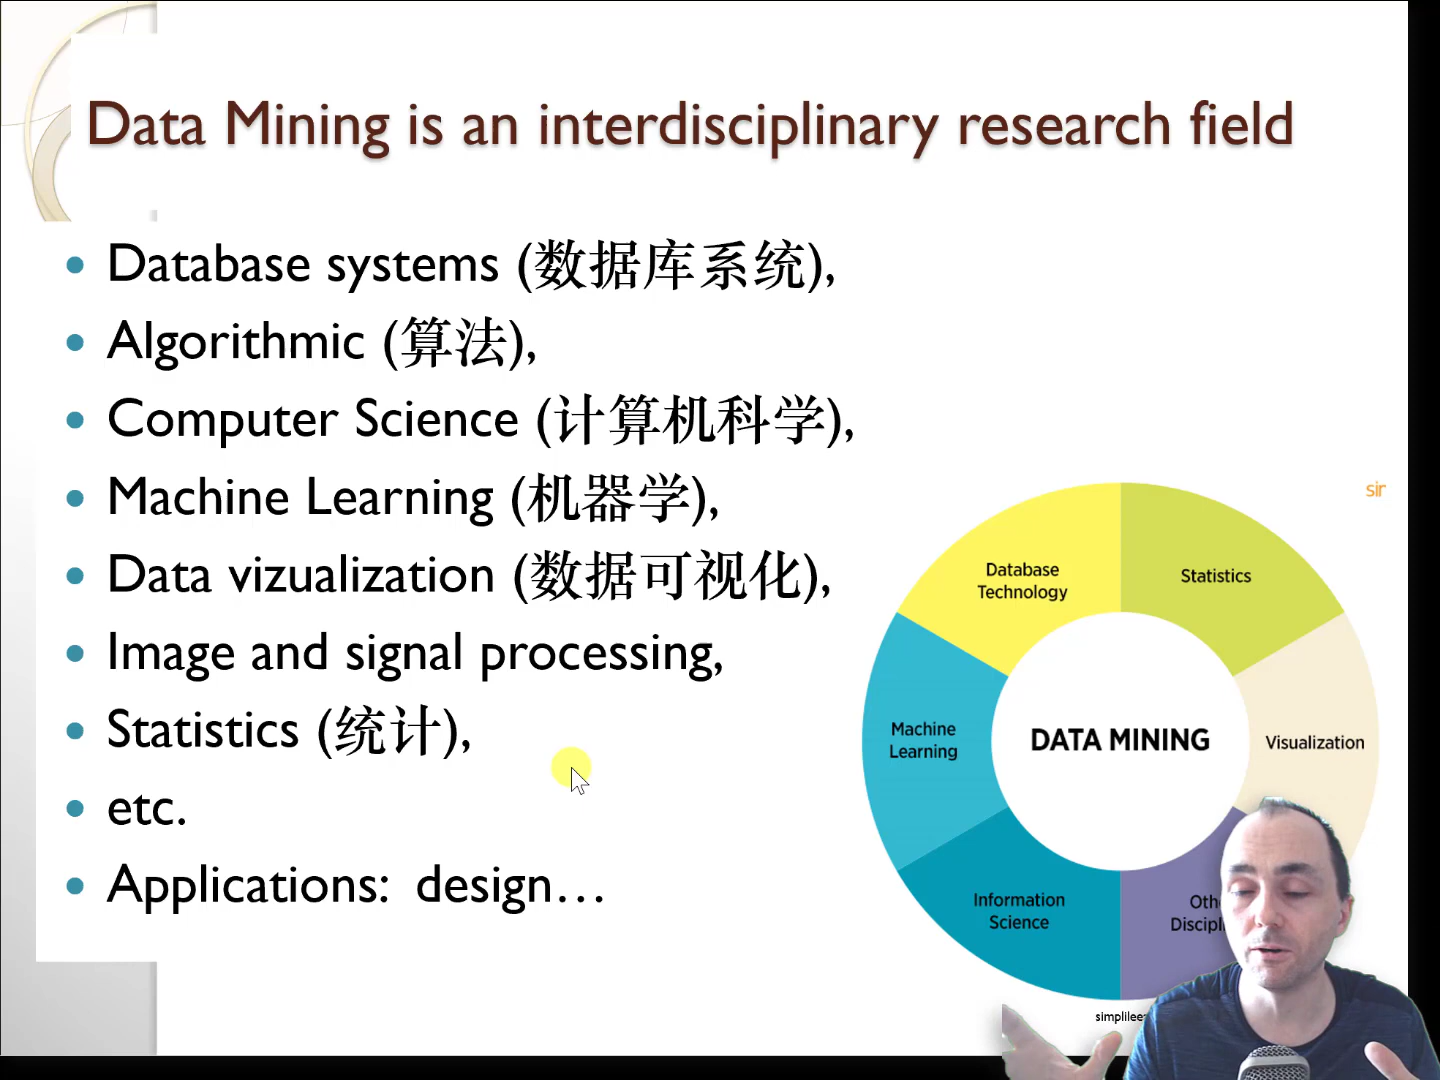 Data Mining is an interdisciplinary research field
• Database systems (数据库系统),
• Algorithmic (算法),
• Computer Science (计算机科学),
• Machine Learning (机器学),
• Data vizualization (数据可视化),
• Image and signal processing,
• Statistics (统计),
• etc.
• Applications: design…
sir
Database
Technology
Statistics
Machine
Learning
DATA MINING
Visualization
Information
Science